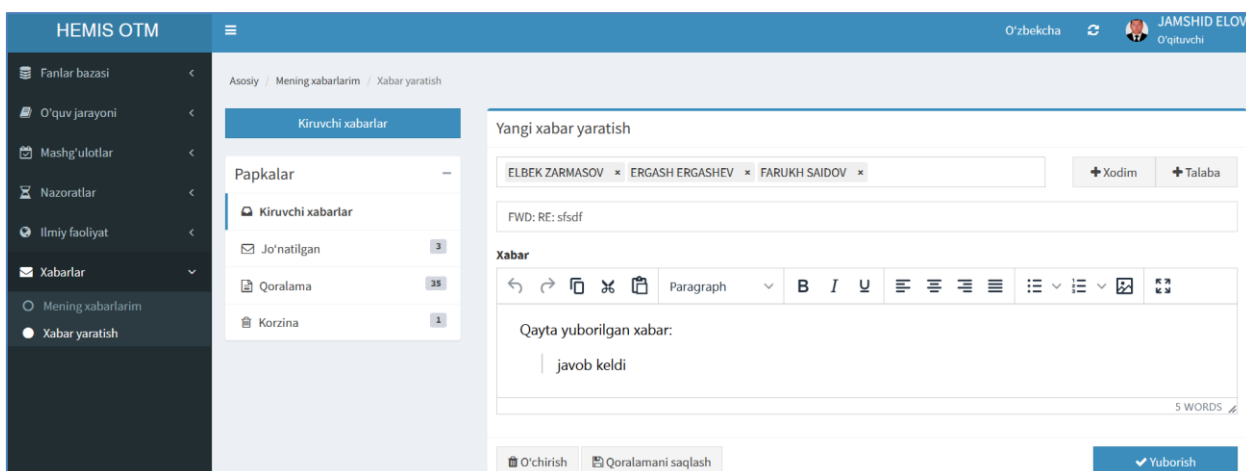 HEMIS OTM
O'zbekcha
JAMSHID ELOV
O'qituvchi
Fanlar bazasi
O'quv jarayoni
Mashg'ulotlar
Nazoratlar
Ilmiy faoliyat
Xabarlar
Mening xabarlarim
Xabar yaratish
Asosiy / Mening xabarlarim / Xabar yaratish
Kiruvchi xabarlar
Papkalar
Kiruvchi xabarlar
Jo'natilgan 3
Qoralama 35
Korzina 1
Yangi xabar yaratish
ELBEK ZARMASOV × ERGASH ERGASHEV × FARUKH SAIDOV ×
+ Xodim + Talaba
FWD: RE: sfsdf
Xabar
Paragraph B I U
Qayta yuborilgan xabar:
javob keldi
5 WORDS
O'chirish Qoralamani saqlash Yuborish